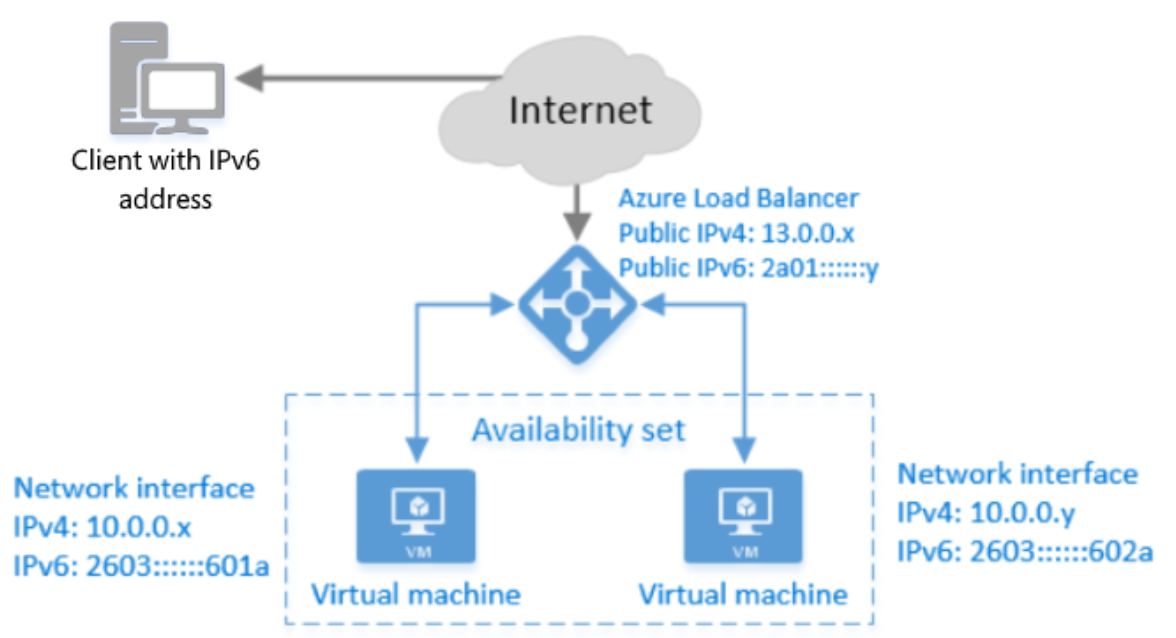 Internet
Client with IPv6
address
Azure Load Balancer
Public IPv4: 13.0.0.x
Public IPv6: 2a01::::::y
Availability set
Network interface
IPv4: 10.0.0.x
IPv6: 2603::::::601a
VM
Virtual machine
VM
Virtual machine
Network interface
IPv4: 10.0.0.y
IPv6: 2603::::::602a